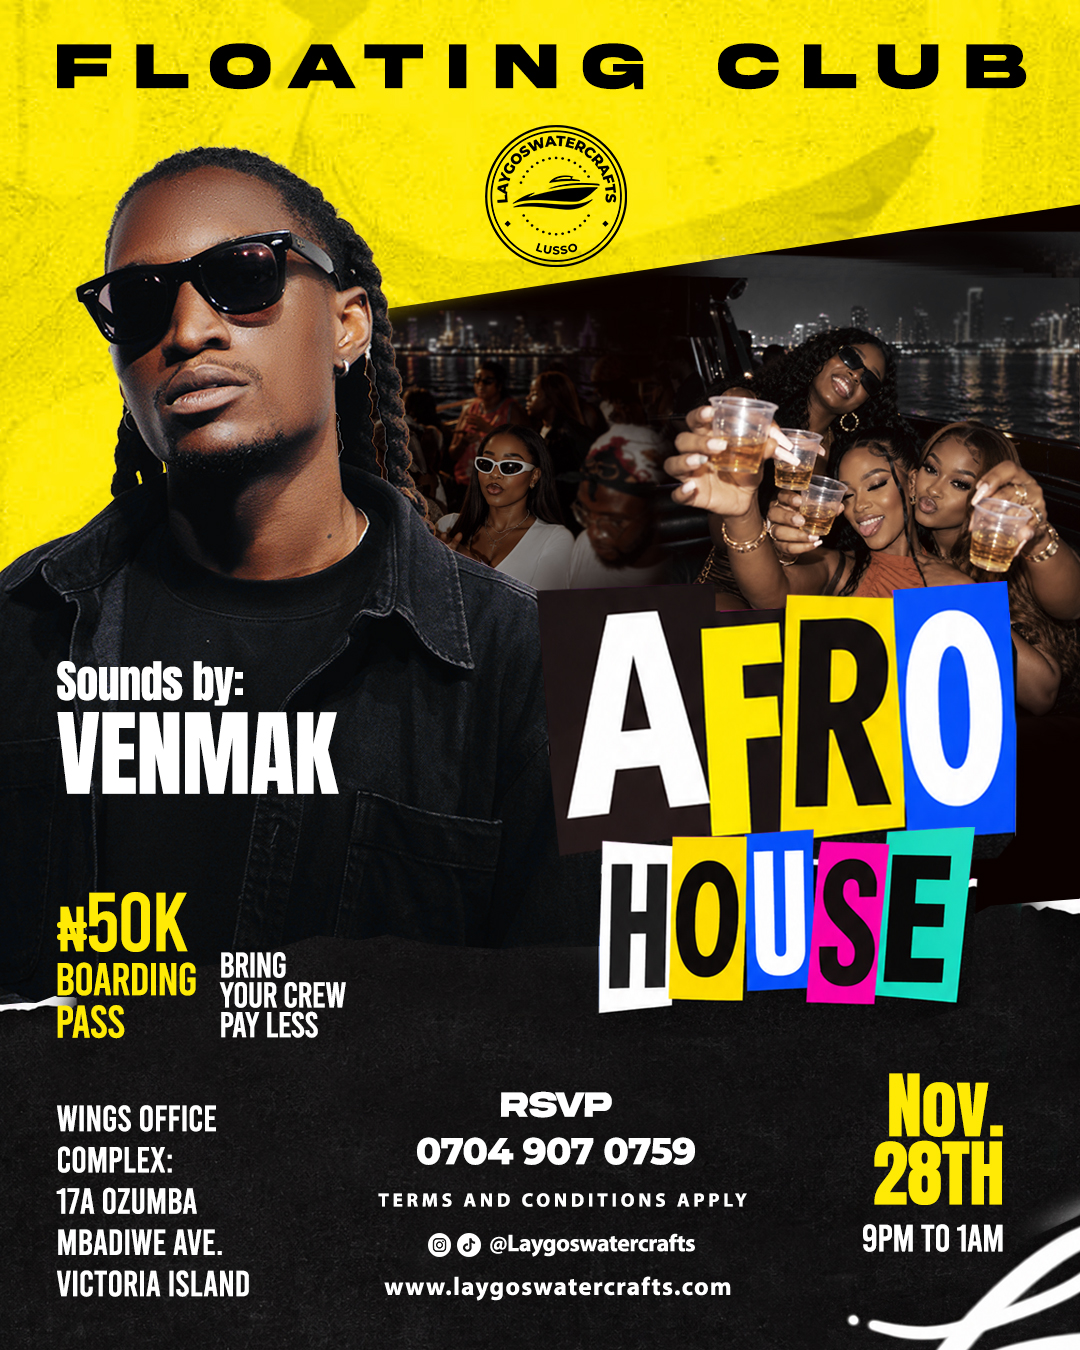 FLOATING CLUB
LAYGOSWATERCRAFTS
LUSSO
Sounds by:
VENMAK
AFRO
HOUSE
₦50K
BOARDING
PASS
BRING
YOUR CREW
PAY LESS
WINGS OFFICE
COMPLEX:
17A OZUMBA
MBADIWE AVE.
VICTORIA ISLAND
RSVP
0704 907 0759
TERMS AND CONDITIONS APPLY
@Laygoswatercrafts
www.laygoswatercrafts.com
Nov.
28TH
9PM TO 1AM